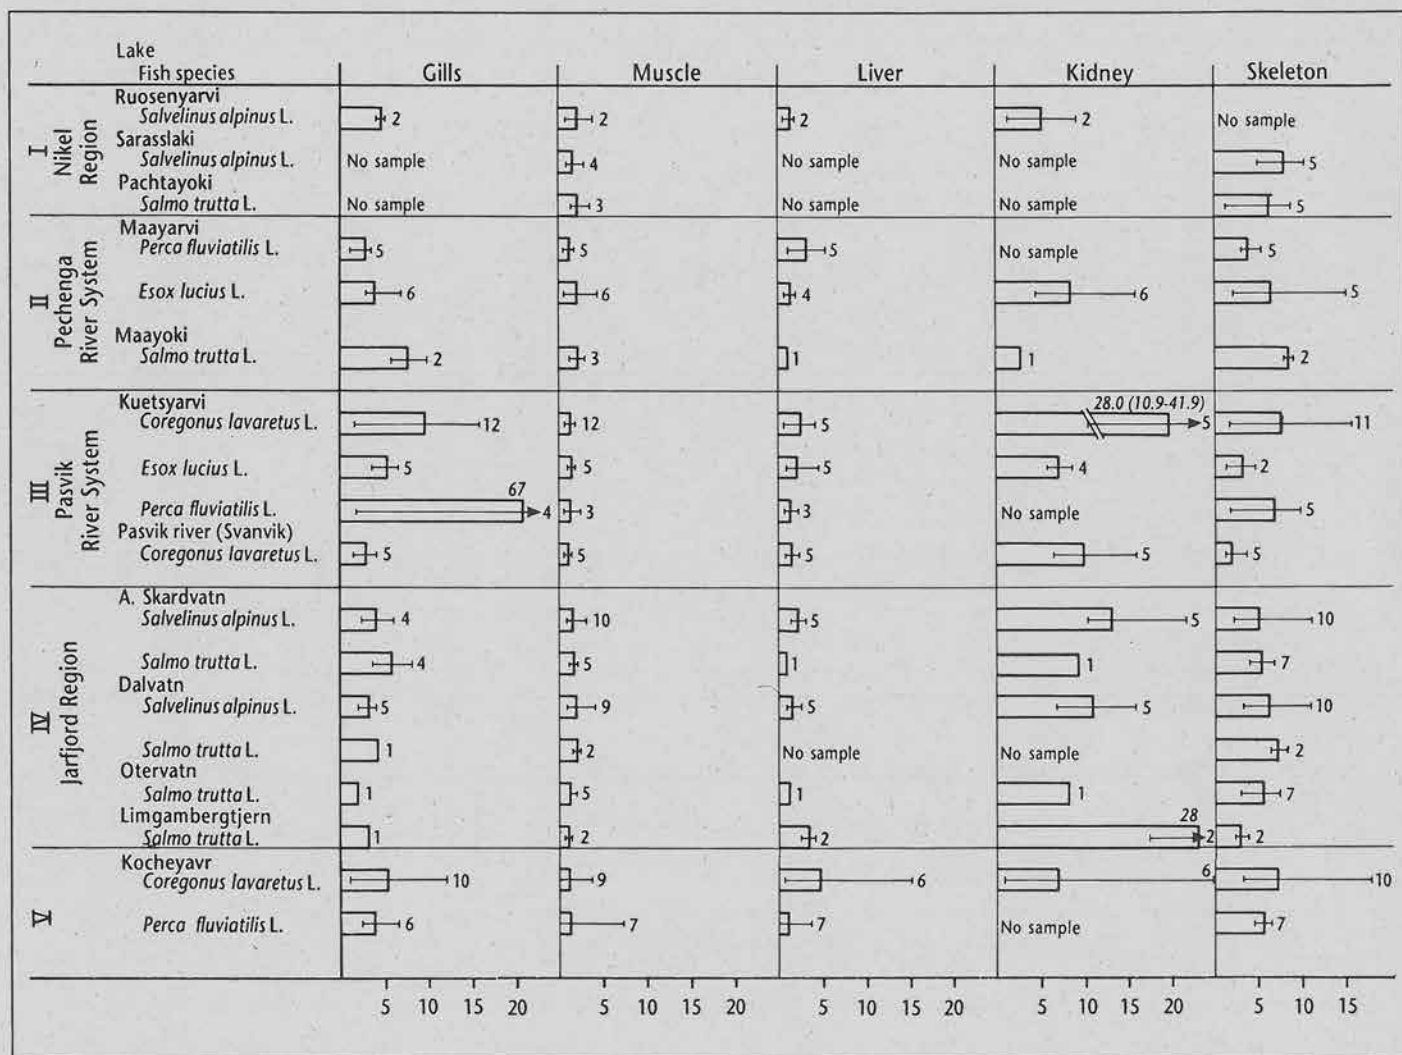 Lake
Fish species Gills Muscle Liver Kidney Skeleton
I
Nikel
Region
Ruosenyarvi
Salvelinus alpinus L. 2 2 2 2 No sample
Sarasslaki
Salvelinus alpinus L. No sample 4 No sample No sample 5
Pachtayoki
Salmo trutta L. No sample 3 No sample No sample 5
II
Pechenga
River System
Maayarvi
Perca fluviatilis L. 5 5 5 No sample 5
Esox lucius L. 6 6 4 6 5
Maayoki
Salmo trutta L. 2 3 1 1 2
III
Pasvik
River System
Kuetsyarvi 28.0 (10.9-41.9)
Coregonus lavaretus L. 12 12 5 5 11
Esox lucius L. 5 5 5 4 2
67
Perca fluviatilis L. 4 3 3 No sample 5
Pasvik river (Svanvik)
Coregonus lavaretus L. 5 5 5 5 5
IV
Jarfjord Region
A. Skardvatn
Salvelinus alpinus L. 4 10 5 5 10
Salmo trutta L. 4 5 1 1 7
Dalvatn
Salvelinus alpinus L. 5 9 5 5 10
Salmo trutta L. 1 2 No sample No sample 2
Otervatn
Salmo trutta L. 1 5 1 1 7
Limgambergtjern 28
Salmo trutta L. 1 2 2 2 2
V
Kocheyavr
Coregonus lavaretus L. 10 9 6 6 10
Perca fluviatilis L. 6 7 7 No sample 7
5 10 15 20 5 10 15 20 5 10 15 20 5 10 15 20 5 10 15